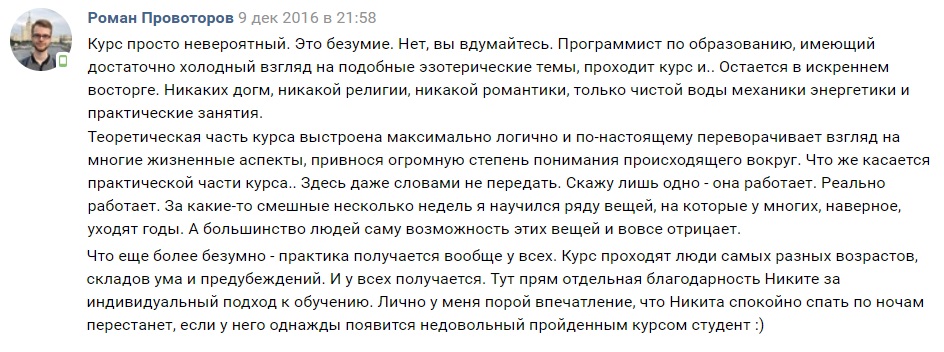 Роман Провоторов 9 дек 2016 в 21:58
Курс просто невероятный. Это безумие. Нет, вы вдумайтесь. Программист по образованию, имеющий
достаточно холодный взгляд на подобные эзотерические темы, проходит курс и.. Остается в искреннем
восторге. Никаких догм, никакой религии, никакой романтики, только чистой воды механики энергетики и
практические занятия.
Теоретическая часть курса выстроена максимально логично и по-настоящему переворачивает взгляд на
многие жизненные аспекты, привнося огромную степень понимания происходящего вокруг. Что же касается
практической части курса.. Здесь даже словами не передать. Скажу лишь одно - она работает. Реально
работает. За какие-то смешные несколько недель я научился ряду вещей, на которые у многих, наверное,
уходят годы. А большинство людей саму возможность этих вещей и вовсе отрицает.
Что еще более безумно - практика получается вообще у всех. Курс проходят люди самых разных возрастов,
складов ума и предубеждений. И у всех получается. Тут прям отдельная благодарность Никите за
индивидуальный подход к обучению. Лично у меня порой впечатление, что Никита спокойно спать по ночам
перестанет, если у него однажды появится недовольный пройденным курсом студент :)